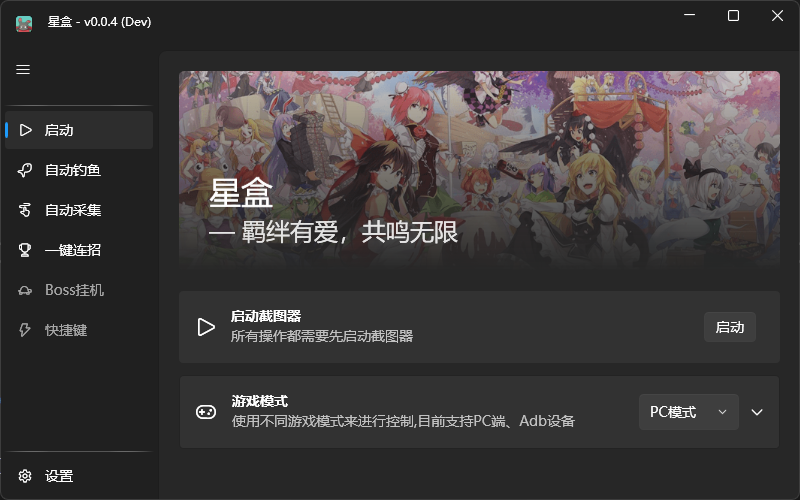 星盒 - v0.0.4 (Dev)
启动
自动钓鱼
自动采集
一键连招
Boss挂机
快捷键
设置
星盒
— 羁绊有爱，共鸣无限
启动截图器
所有操作都需要先启动截图器
启动
游戏模式
使用不同游戏模式来进行控制,目前支持PC端、Adb设备
PC模式